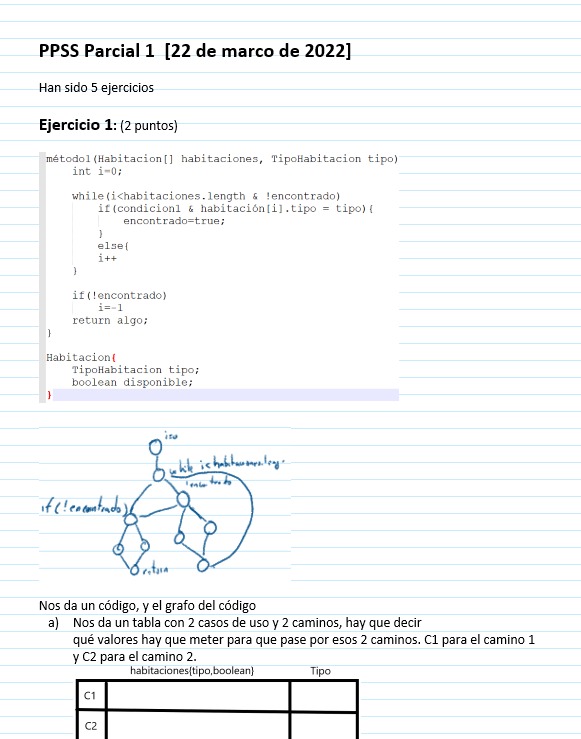 PPSS Parcial 1 [22 de marco de 2022]
Han sido 5 ejercicios
Ejercicio 1: (2 puntos)
método1(Habitacion[] habitaciones, TipoHabitacion tipo)
int i=0;
while(i<habitaciones.length & !encontrado)
if(condicion1 & habitación[i].tipo = tipo){
encontrado=true;
}
else{
i++
}
if(!encontrado)
i=-1
return algo;
}
Habitacion{
TipoHabitacion tipo;
boolean disponible;
}
while i<habitaciones.leng.
if(!encontrado)
return
Nos da un código, y el grafo del código
a) Nos da un tabla con 2 casos de uso y 2 caminos, hay que decir
qué valores hay que meter para que pase por esos 2 caminos. C1 para el camino 1
y C2 para el camino 2.
habitaciones{tipo,boolean} Tipo
C1
C2